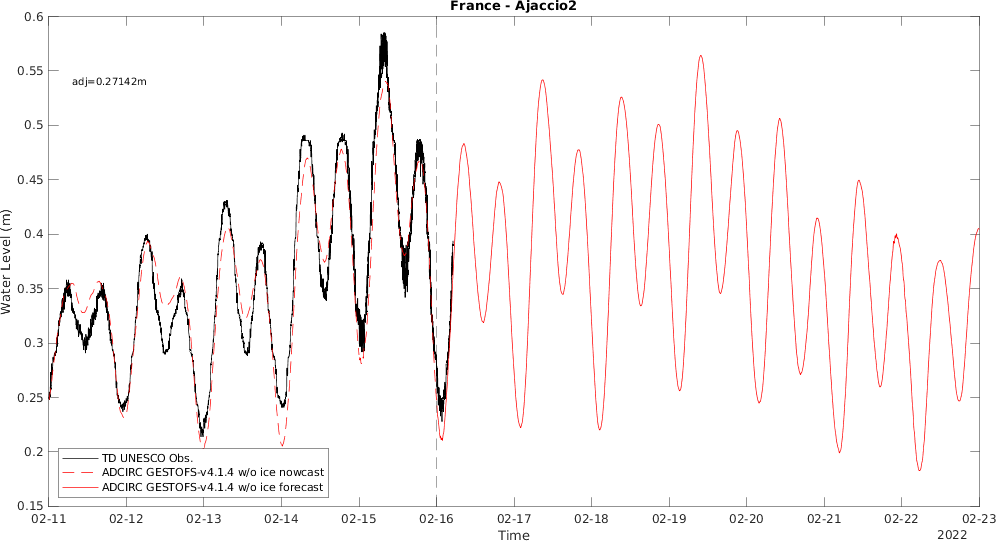 France - Ajaccio2
0.6
0.55
0.5
0.45
0.4
0.35
0.3
0.25
0.2
0.15
Water Level (m)
adj=0.27142m
TD UNESCO Obs.
ADCIRC GESTOFS-v4.1.4 w/o ice nowcast
ADCIRC GESTOFS-v4.1.4 w/o ice forecast
02-11 02-12 02-13 02-14 02-15 02-16 02-17 02-18 02-19 02-20 02-21 02-22 02-23
Time
2022